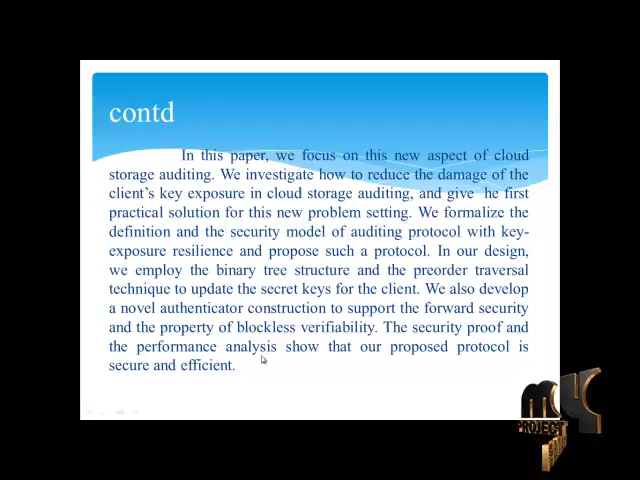 contd
In this paper, we focus on this new aspect of cloud
storage auditing. We investigate how to reduce the damage of the
client's key exposure in cloud storage auditing, and give he first
practical solution for this new problem setting. We formalize the
definition and the security model of auditing protocol with key-
exposure resilience and propose such a protocol. In our design,
we employ the binary tree structure and the preorder traversal
technique to update the secret keys for the client. We also develop
a novel authenticator construction to support the forward security
and the property of blockless verifiability. The security proof and
the performance analysis show that our proposed protocol is
secure and efficient.
PROJECT